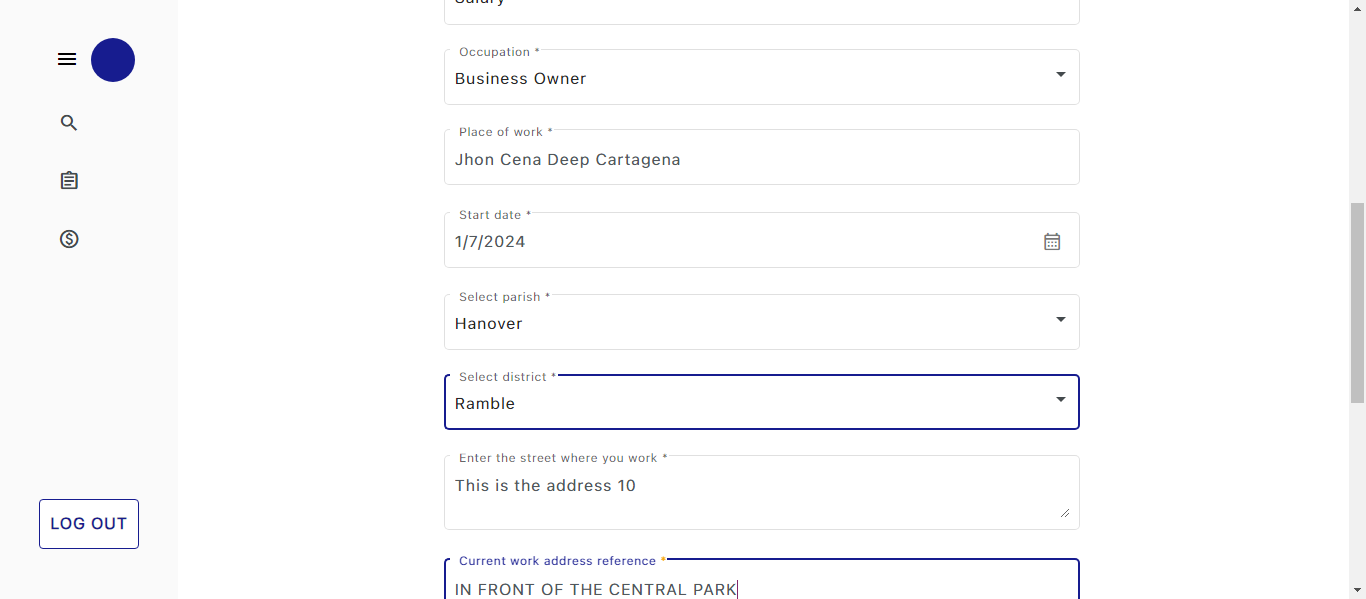 Salary
Occupation *
Business Owner
Place of work *
Jhon Cena Deep Cartagena
Start date *
1/7/2024
Select parish *
Hanover
Select district *
Ramble
Enter the street where you work *
This is the address 10
Current work address reference *
IN FRONT OF THE CENTRAL PARK
LOG OUT